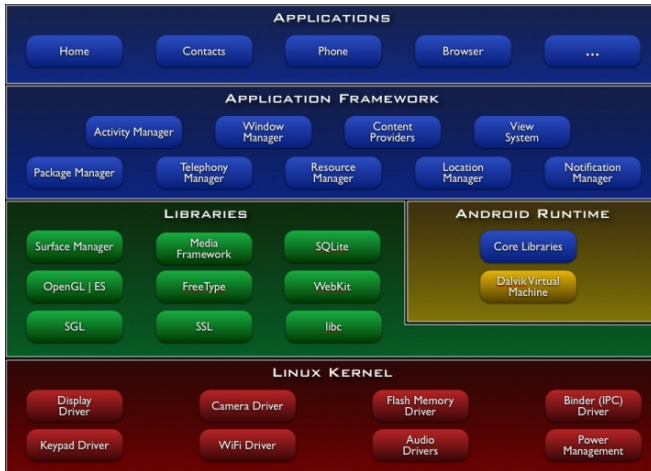 APPLICATIONS
Home Contacts Phone Browser ...
APPLICATION FRAMEWORK
Activity Manager Window Manager Content Providers View System
Package Manager Telephony Manager Resource Manager Location Manager Notification Manager
LIBRARIES
Surface Manager Media Framework SQLite
OpenGL | ES FreeType WebKit
SGL SSL libc
ANDROID RUNTIME
Core Libraries
Dalvik Virtual Machine
LINUX KERNEL
Display Driver Camera Driver Flash Memory Driver Binder (IPC) Driver
Keypad Driver WiFi Driver Audio Drivers Power Management